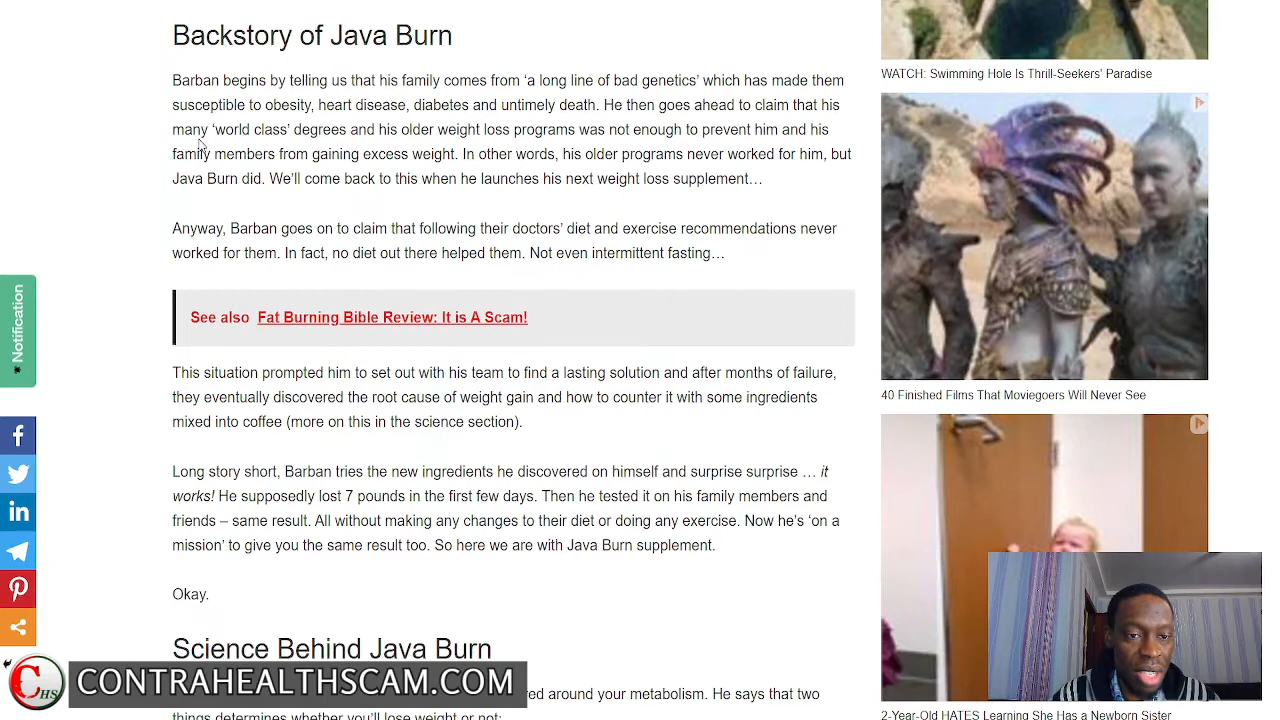 Backstory of Java Burn
Barban begins by telling us that his family comes from ‘a long line of bad genetics’ which has made them
susceptible to obesity, heart disease, diabetes and untimely death. He then goes ahead to claim that his
many ‘world class’ degrees and his older weight loss programs was not enough to prevent him and his
family members from gaining excess weight. In other words, his older programs never worked for him, but
Java Burn did. We’ll come back to this when he launches his next weight loss supplement…
Anyway, Barban goes on to claim that following their doctors’ diet and exercise recommendations never
worked for them. In fact, no diet out there helped them. Not even intermittent fasting…
See also Fat Burning Bible Review: It is A Scam!
This situation prompted him to set out with his team to find a lasting solution and after months of failure,
they eventually discovered the root cause of weight gain and how to counter it with some ingredients
mixed into coffee (more on this in the science section).
Long story short, Barban tries the new ingredients he discovered on himself and surprise surprise … it
works! He supposedly lost 7 pounds in the first few days. Then he tested it on his family members and
friends – same result. All without making any changes to their diet or doing any exercise. Now he’s ‘on a
mission’ to give you the same result too. So here we are with Java Burn supplement.
Okay.
Science Behind Java Burn
red around your metabolism. He says that two
things determines whether you’ll lose weight or not:
WATCH: Swimming Hole Is Thrill-Seekers' Paradise
40 Finished Films That Moviegoers Will Never See
2-Year-Old HATES Learning She Has a Newborn Sister
Notification
CHS
CONTRAHEALTHSCAM.COM